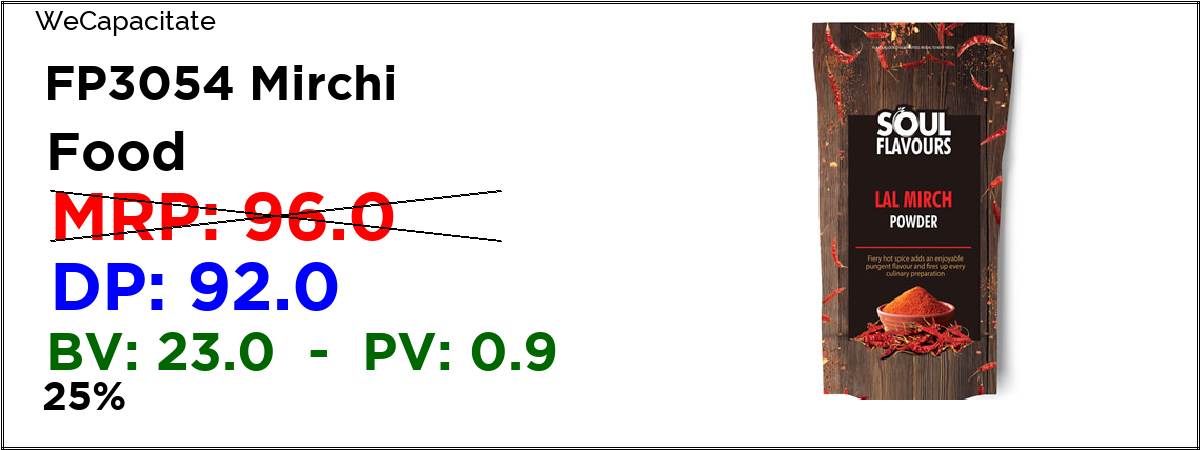 WeCapacitate
FP3054 Mirchi
Food
MRP: 96.0
DP: 92.0
BV: 23.0 - PV: 0.9
25%
SOUL
FLAVOURS
LAL MIRCH
POWDER
Fiery hot spice adds an enjoyable
pungent flavour and fires up every
culinary preparation